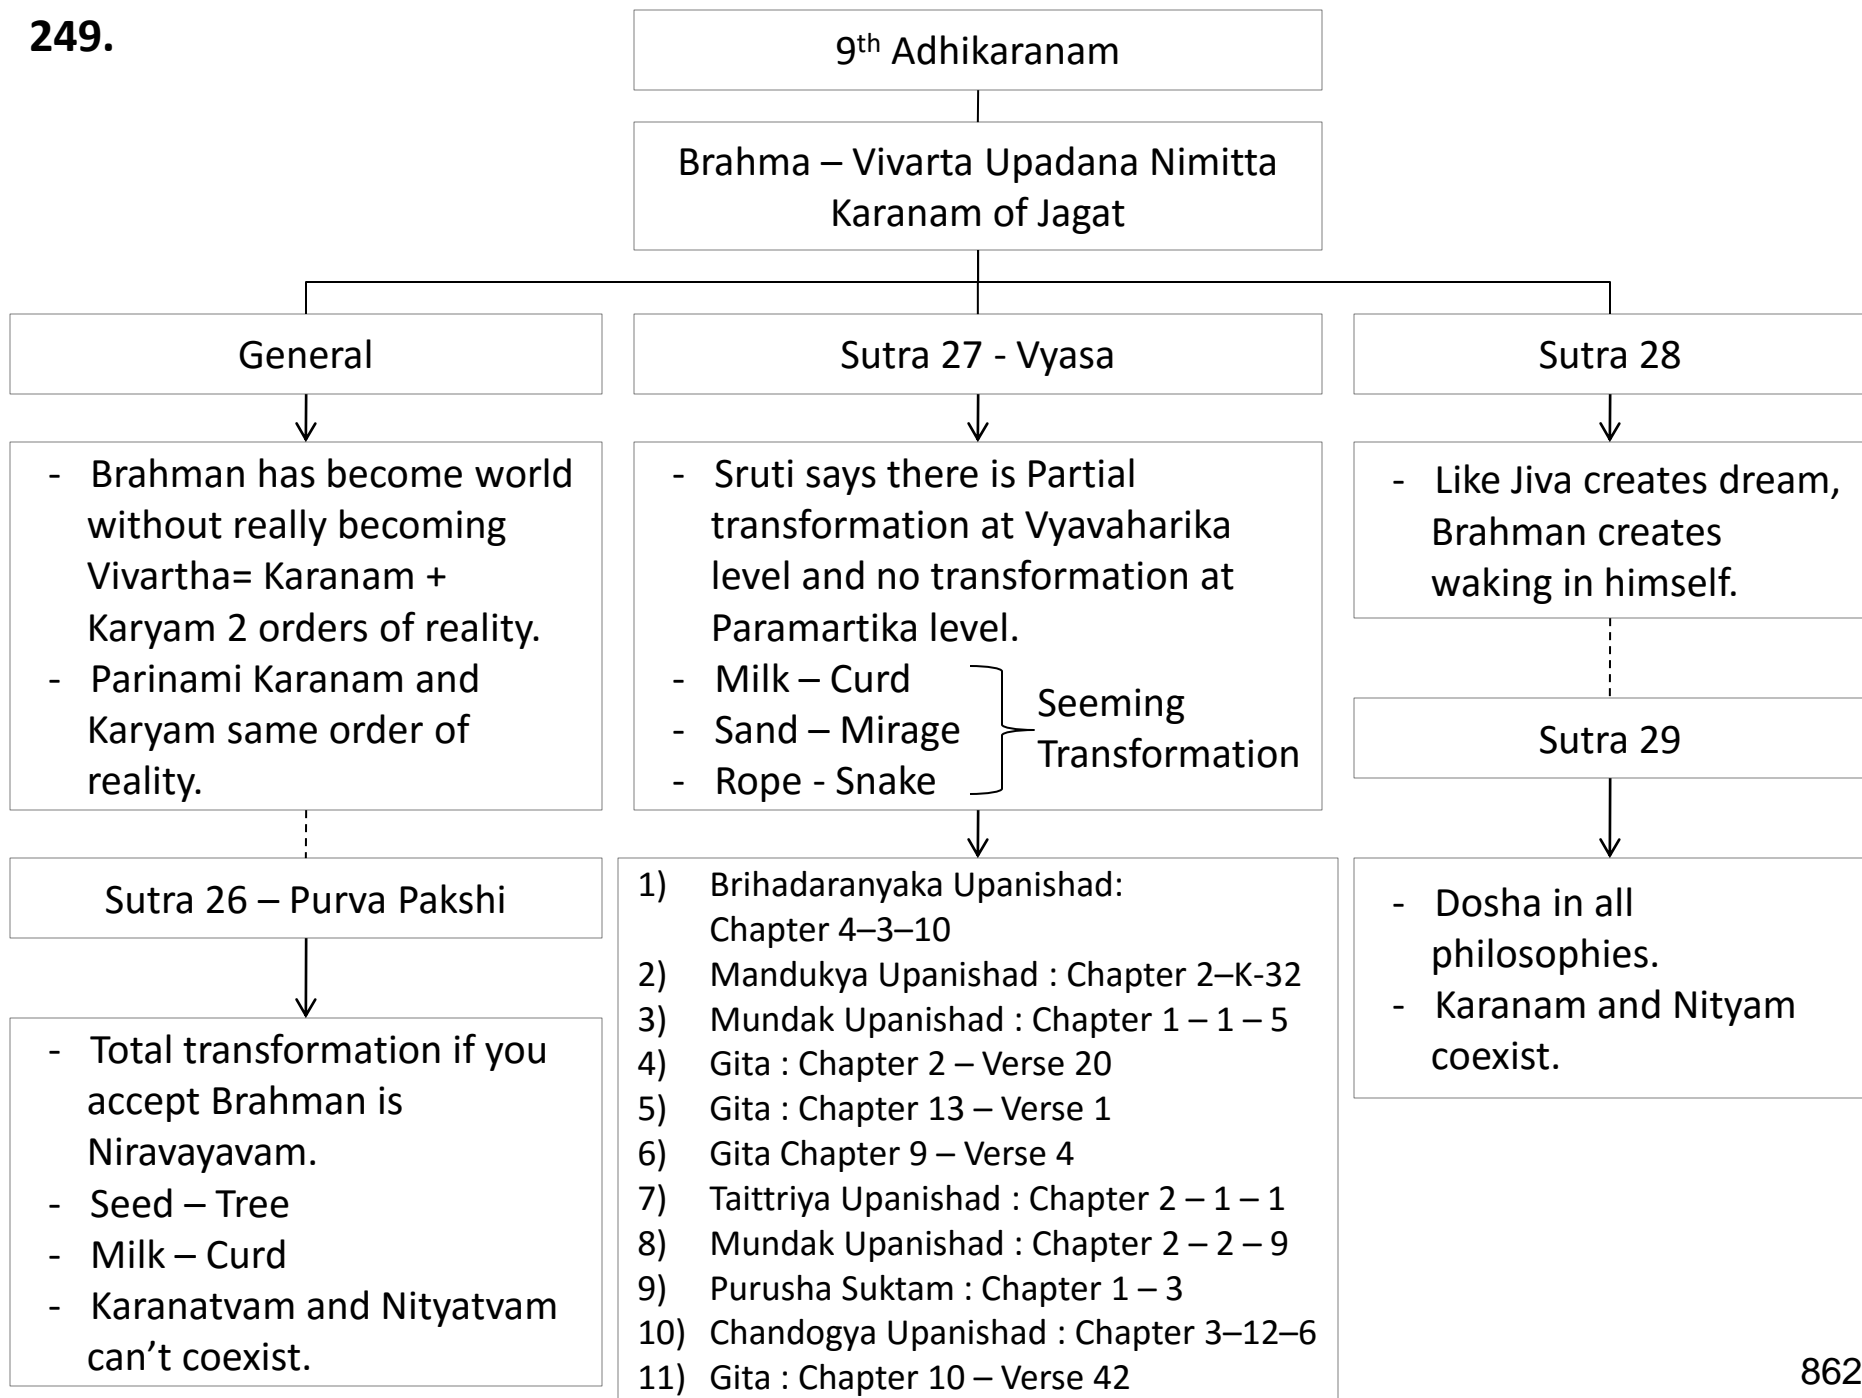 249.
9th Adhikaranam
Brahma – Vivarta Upadana Nimitta
Karanam of Jagat
General
- Brahman has become world
without really becoming
Vivartha= Karanam +
Karyam 2 orders of reality.
- Parinami Karanam and
Karyam same order of
reality.
Sutra 26 – Purva Pakshi
- Total transformation if you
accept Brahman is
Niravayavam.
- Seed – Tree
- Milk – Curd
- Karanatvam and Nityatvam
can’t coexist.
Sutra 27 - Vyasa
- Sruti says there is Partial
transformation at Vyavaharika
level and no transformation at
Paramartika level.
- Milk – Curd
- Sand – Mirage
- Rope - Snake
Seeming
Transformation
1) Brihadaranyaka Upanishad:
Chapter 4–3–10
2) Mandukya Upanishad : Chapter 2–K-32
3) Mundak Upanishad : Chapter 1 – 1 – 5
4) Gita : Chapter 2 – Verse 20
5) Gita : Chapter 13 – Verse 1
6) Gita Chapter 9 – Verse 4
7) Taittriya Upanishad : Chapter 2 – 1 – 1
8) Mundak Upanishad : Chapter 2 – 2 – 9
9) Purusha Suktam : Chapter 1 – 3
10) Chandogya Upanishad : Chapter 3–12–6
11) Gita : Chapter 10 – Verse 42
Sutra 28
- Like Jiva creates dream,
Brahman creates
waking in himself.
Sutra 29
- Dosha in all
philosophies.
- Karanam and Nityam
coexist.
862